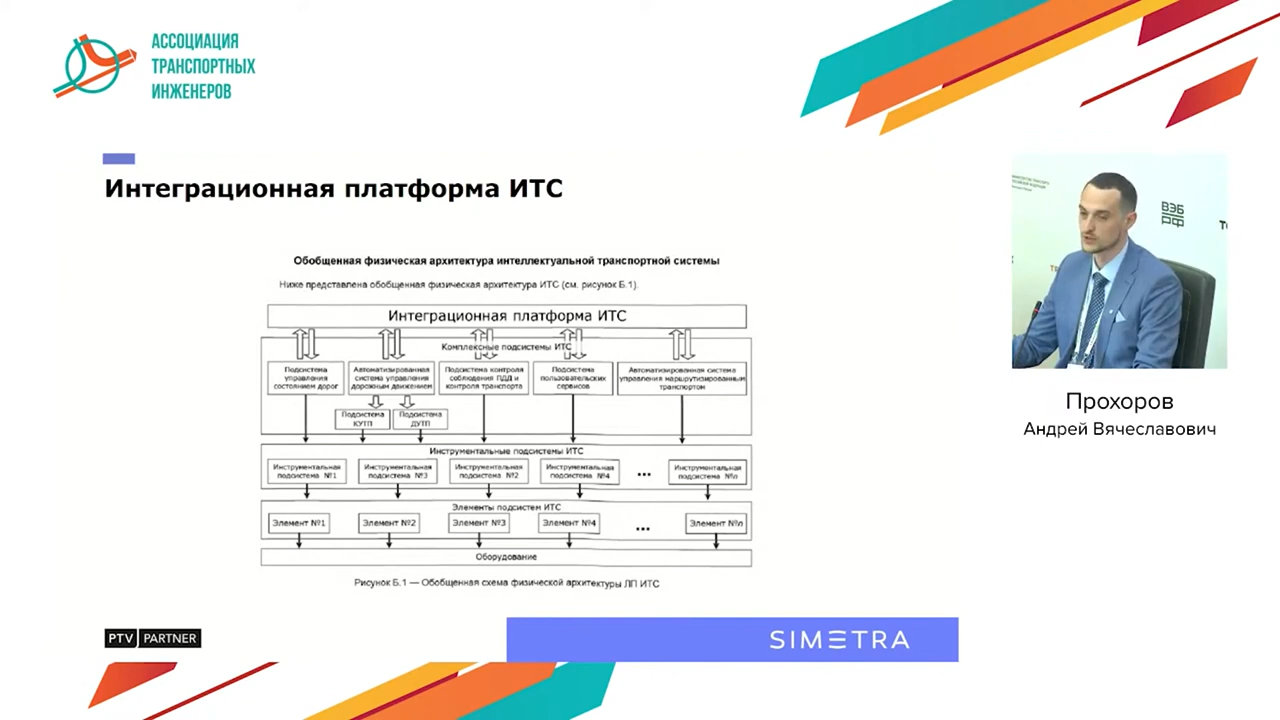 АССОЦИАЦИЯ
ТРАНСПОРТНЫХ
ИНЖЕНЕРОВ
Интеграционная платформа ИТС
Обобщенная физическая архитектура интеллектуальной транспортной системы
Ниже представлена обобщенная физическая архитектура ИТС (см. рисунок Б.1).
Интеграционная платформа ИТС
Комплексные подсистемы ИТС
Подсистема
управления
состоянием дорог
Автоматизированная
система управления
дорожным движением
Подсистема контроля
соблюдения ПДД и
контроля транспорта
Подсистема
пользовательских
сервисов
Автоматизированная система
управления маршрутизированным
транспортом
Подсистема
КУТП
Подсистема
ДУТП
Инструментальные подсистемы ИТС
Инструментальная
подсистема №1
Инструментальная
подсистема №3
Инструментальная
подсистема №2
Инструментальная
подсистема №4
...
Инструментальная
подсистема №n
Элементы подсистем ИТС
Элемент №1
Элемент №2
Элемент №3
Элемент №4
...
Элемент №n
Оборудование
Рисунок Б.1 — Обобщенная схема физической архитектуры ЛП ИТС
PTV PARTNER
SIMETRA
ВЭБ
РФ
Прохоров
Андрей Вячеславович